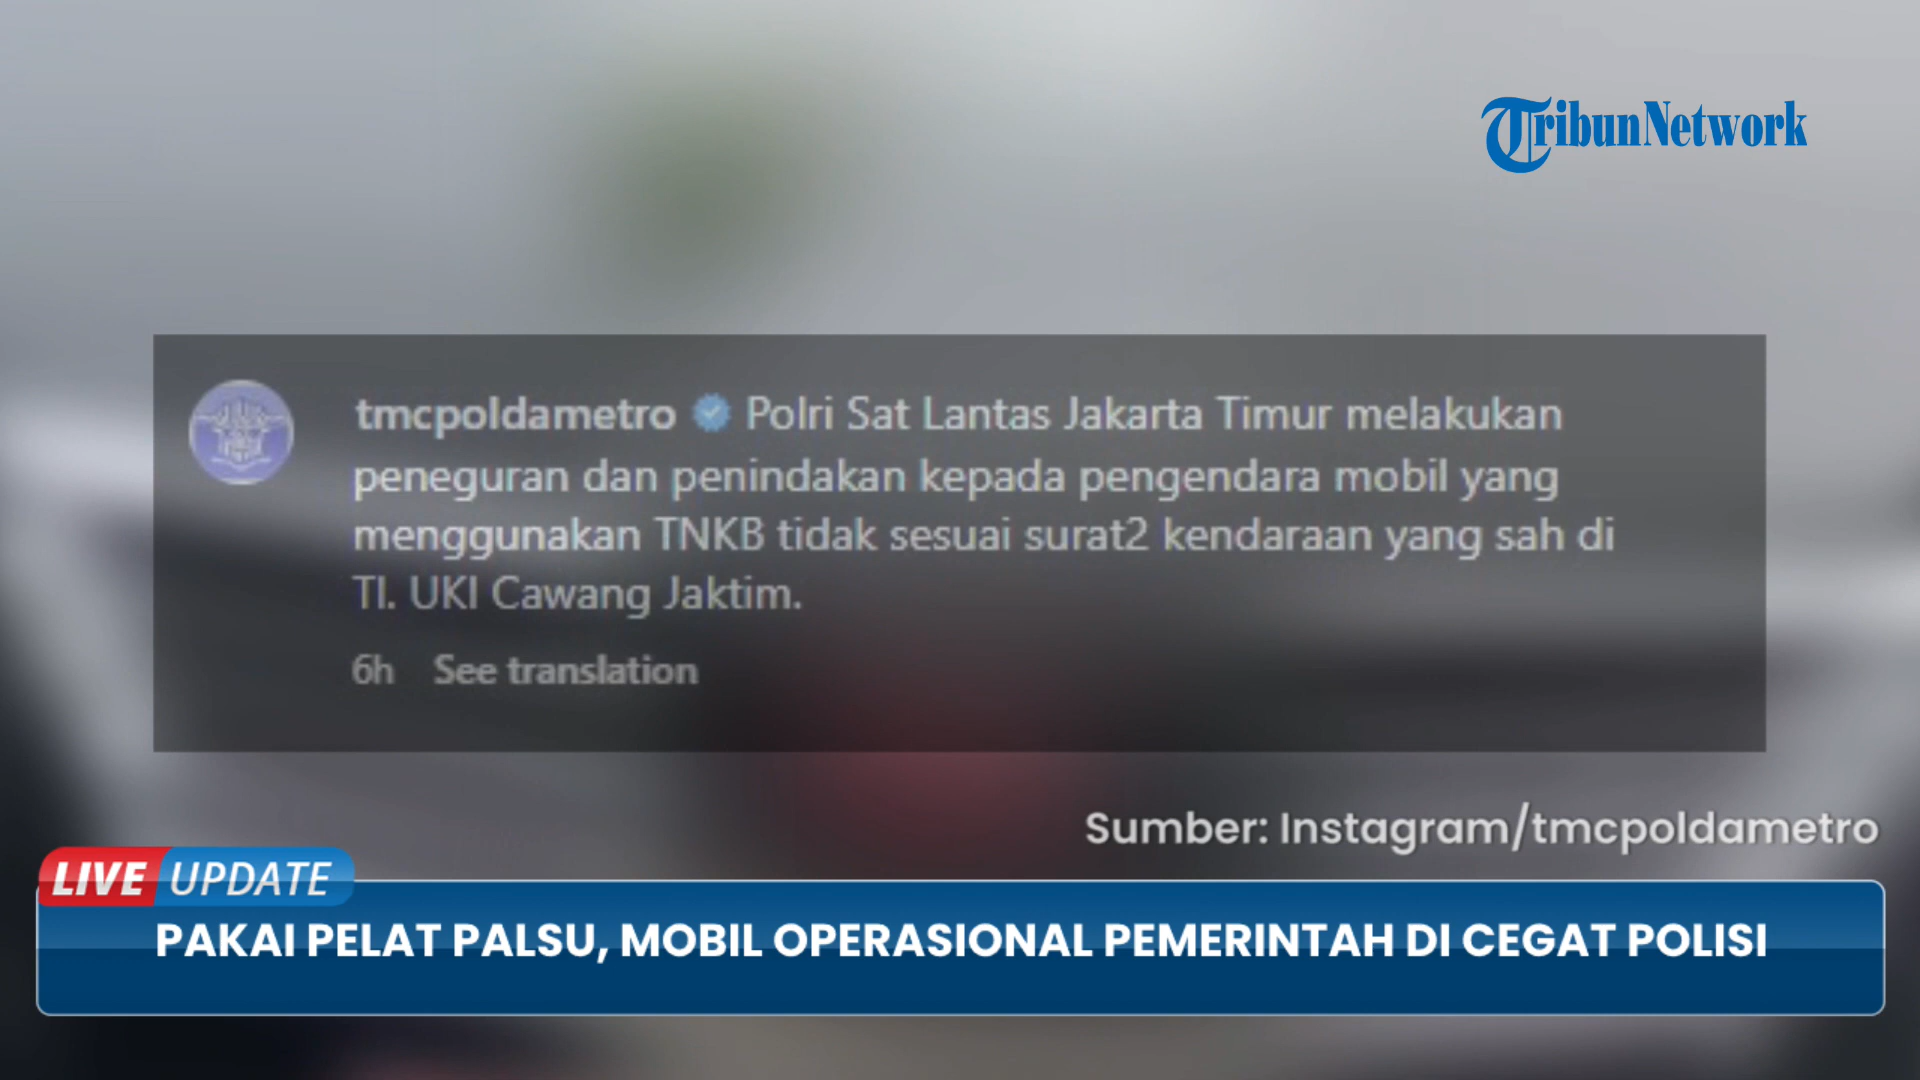 TribunNetwork
tmcpoldametro Polri Sat Lantas Jakarta Timur melakukan
peneguran dan penindakan kepada pengendara mobil yang
menggunakan TNKB tidak sesuai surat2 kendaraan yang sah di
Tl. UKI Cawang Jaktim.
6h See translation
Sumber: Instagram/tmcpoldametro
LIVE UPDATE
PAKAI PELAT PALSU, MOBIL OPERASIONAL PEMERINTAH DI CEGAT POLISI